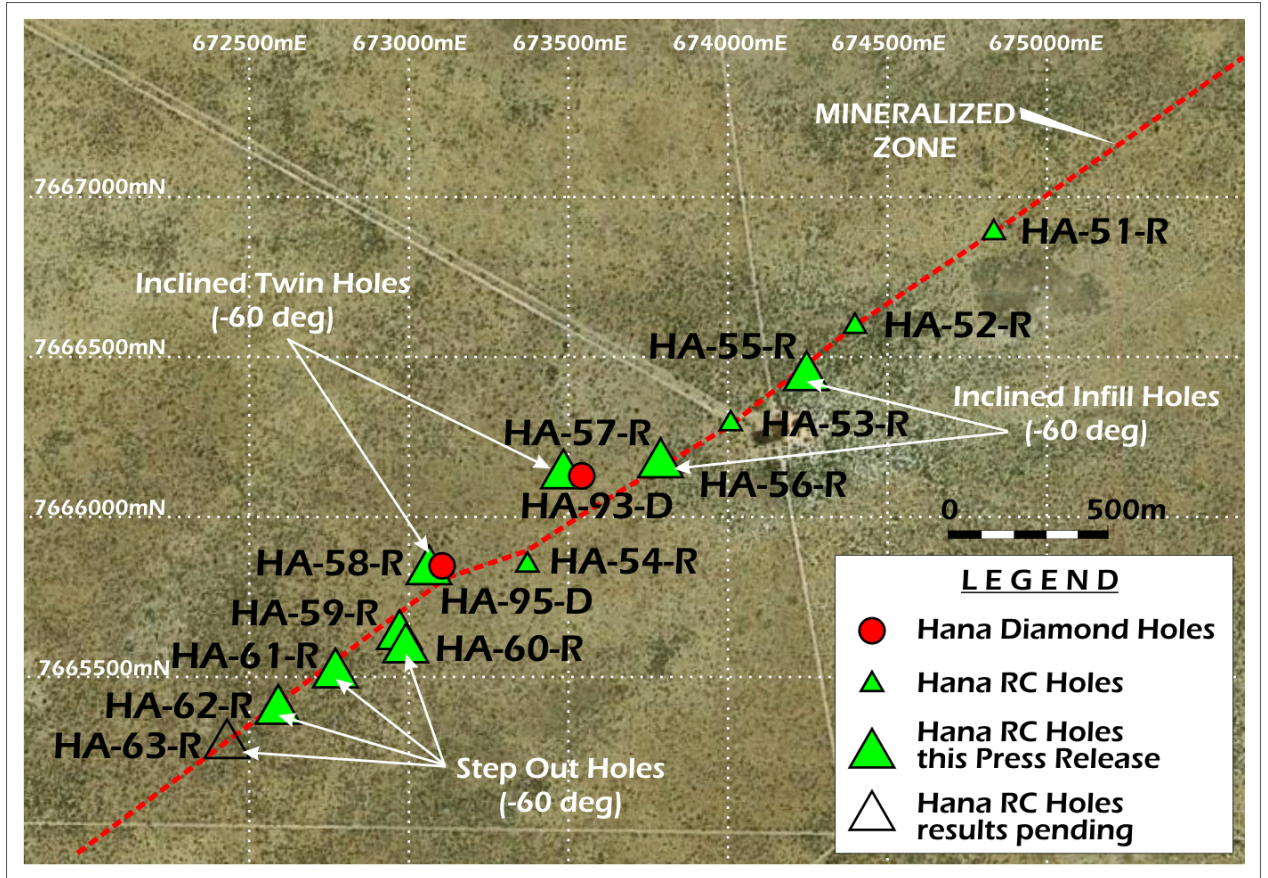 672500mE
673000mE
673500mE
674000mE
674500mE
675000mE
MINERALIZED
ZONE
7667000mN
HA-51-R
Inclined Twin Holes
(-60 deg)
HA-52-R
HA-55-R
7666500mN
Inclined Infill Holes
(-60 deg)
HA-53-R
HA-57-R
HA-56-R
HA-93-D
7666000mN
0
500m
HA-58-R
HA-54-R
HA-95-D
HA-59-R
HA-60-R
HA-61-R
7665500mN
HA-62-R
HA-63-R
Step Out Holes
(-60 deg)
LEGEND
Hana Diamond Holes
Hana RC Holes
Hana RC Holes
this Press Release
Hana RC Holes
results pending